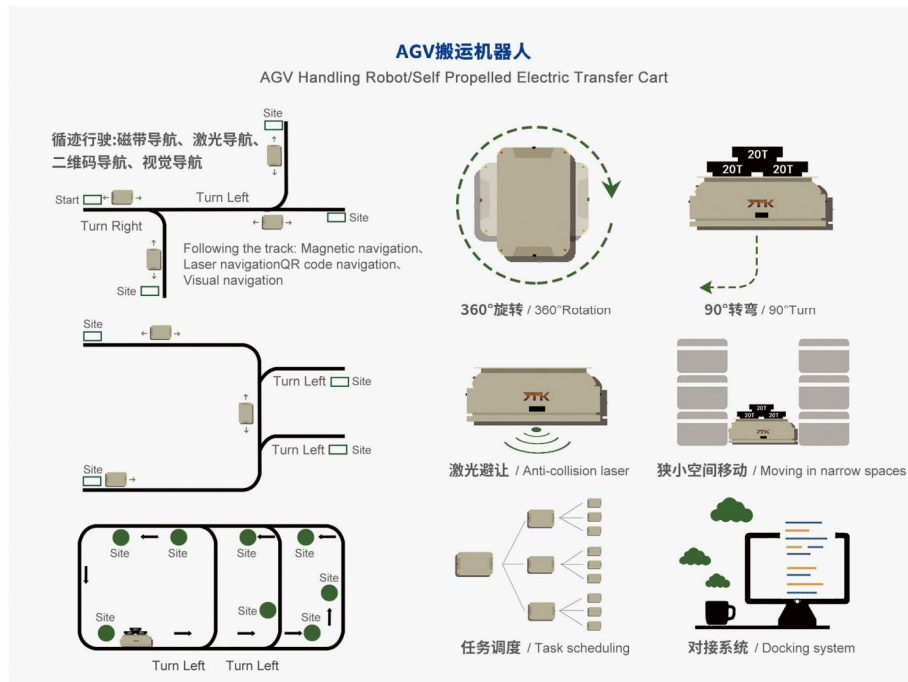 AGV搬运机器人
AGV Handling Robot/Self Propelled Electric Transfer Cart
循迹行驶:磁带导航、激光导航、
二维码导航、视觉导航
Site
Start
Turn Left
Site
Turn Right
Following the track: Magnetic navigation、
Laser navigationQR code navigation、
Visual navigation
Site
360°旋转 / 360°Rotation
20T
20T 20T
JTK
90°转弯 / 90°Turn
Site
Turn Left
Site
Turn Left
Site
Site
JTK
激光避让 / Anti-collision laser
20T
20T 20T
JTK
狭小空间移动 / Moving in narrow spaces
Site
Site
Site
Site
Site
Site
Site
Turn Left
Turn Left
任务调度 / Task scheduling
对接系统 / Docking system